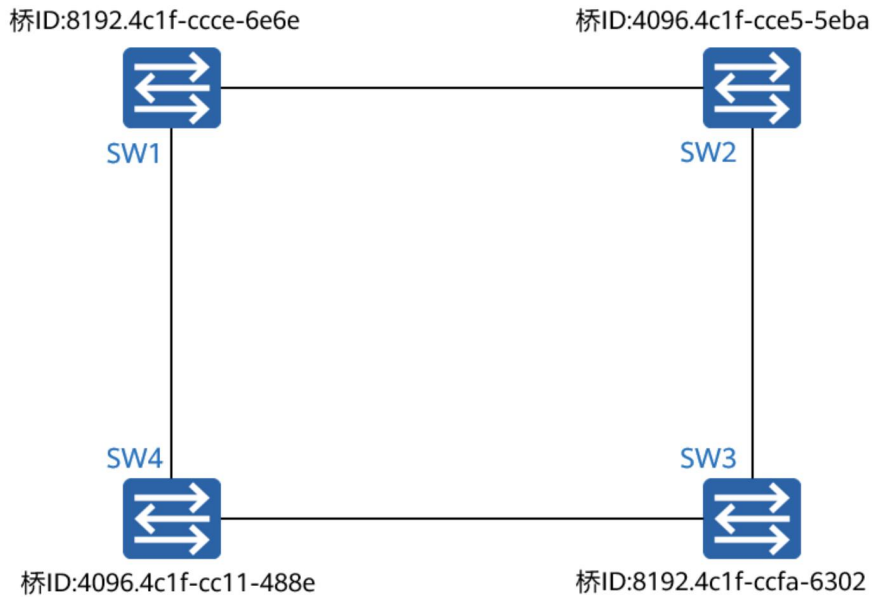 桥ID:8192.4c1f-ccce-6e6e
桥ID:4096.4c1f-cce5-5eba
SW1
SW2
SW4
SW3
桥ID:4096.4c1f-cc11-488e
桥ID:8192.4c1f-ccfa-6302